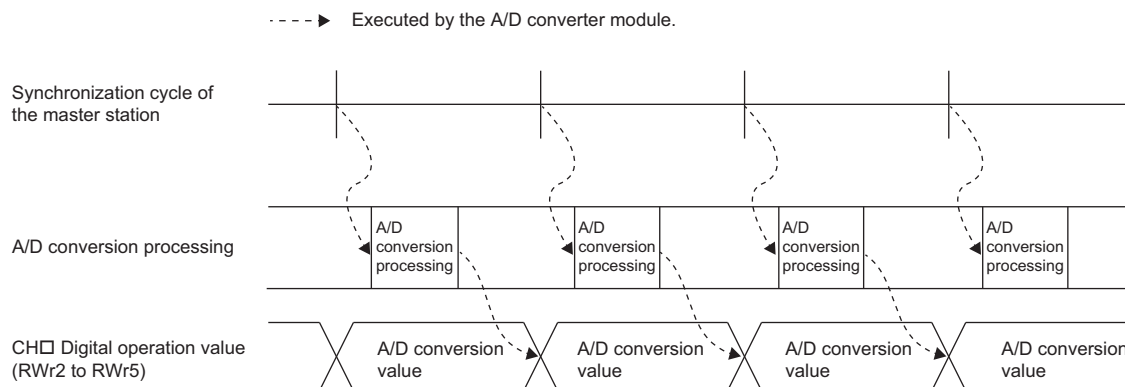 Executed by the A/D converter module.
Synchronization cycle of
the master station
A/D conversion processing
A/D
conversion
processing
A/D
conversion
processing
A/D
conversion
processing
A/D
conversion
processing
CH□ Digital operation value
(RWr2 to RWr5)
A/D conversion
value
A/D conversion
value
A/D conversion
value
A/D conversion
value